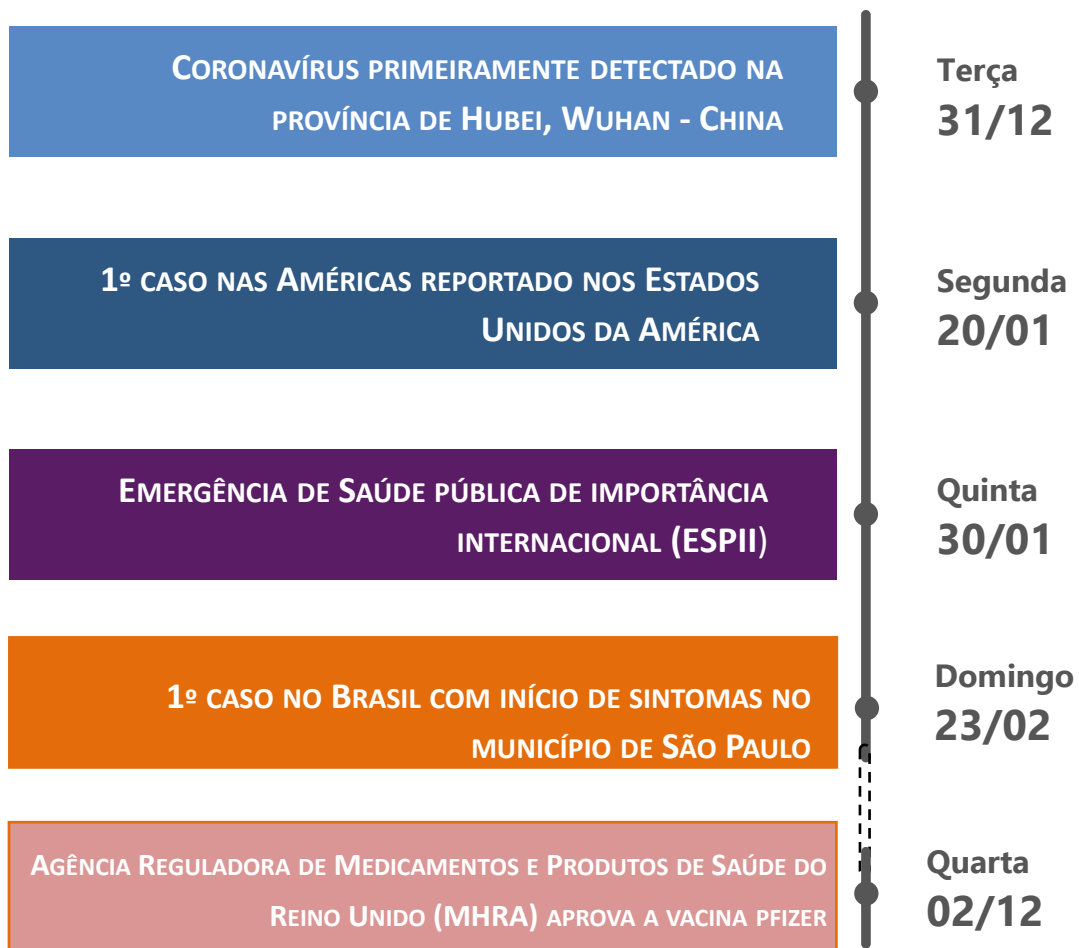 Coronavírus primeiramente detectado na
província de Hubei, Wuhan - China
Terça
31/12
1º caso nas Américas reportado nos Estados
Unidos da América
Segunda
20/01
Emergência de Saúde pública de importância
internacional (ESPII)
Quinta
30/01
1º caso no Brasil com início de sintomas no
município de São Paulo
Domingo
23/02
Agência Reguladora de Medicamentos e Produtos de Saúde do
Reino Unido (MHRA) aprova a vacina pfizer
Quarta
02/12